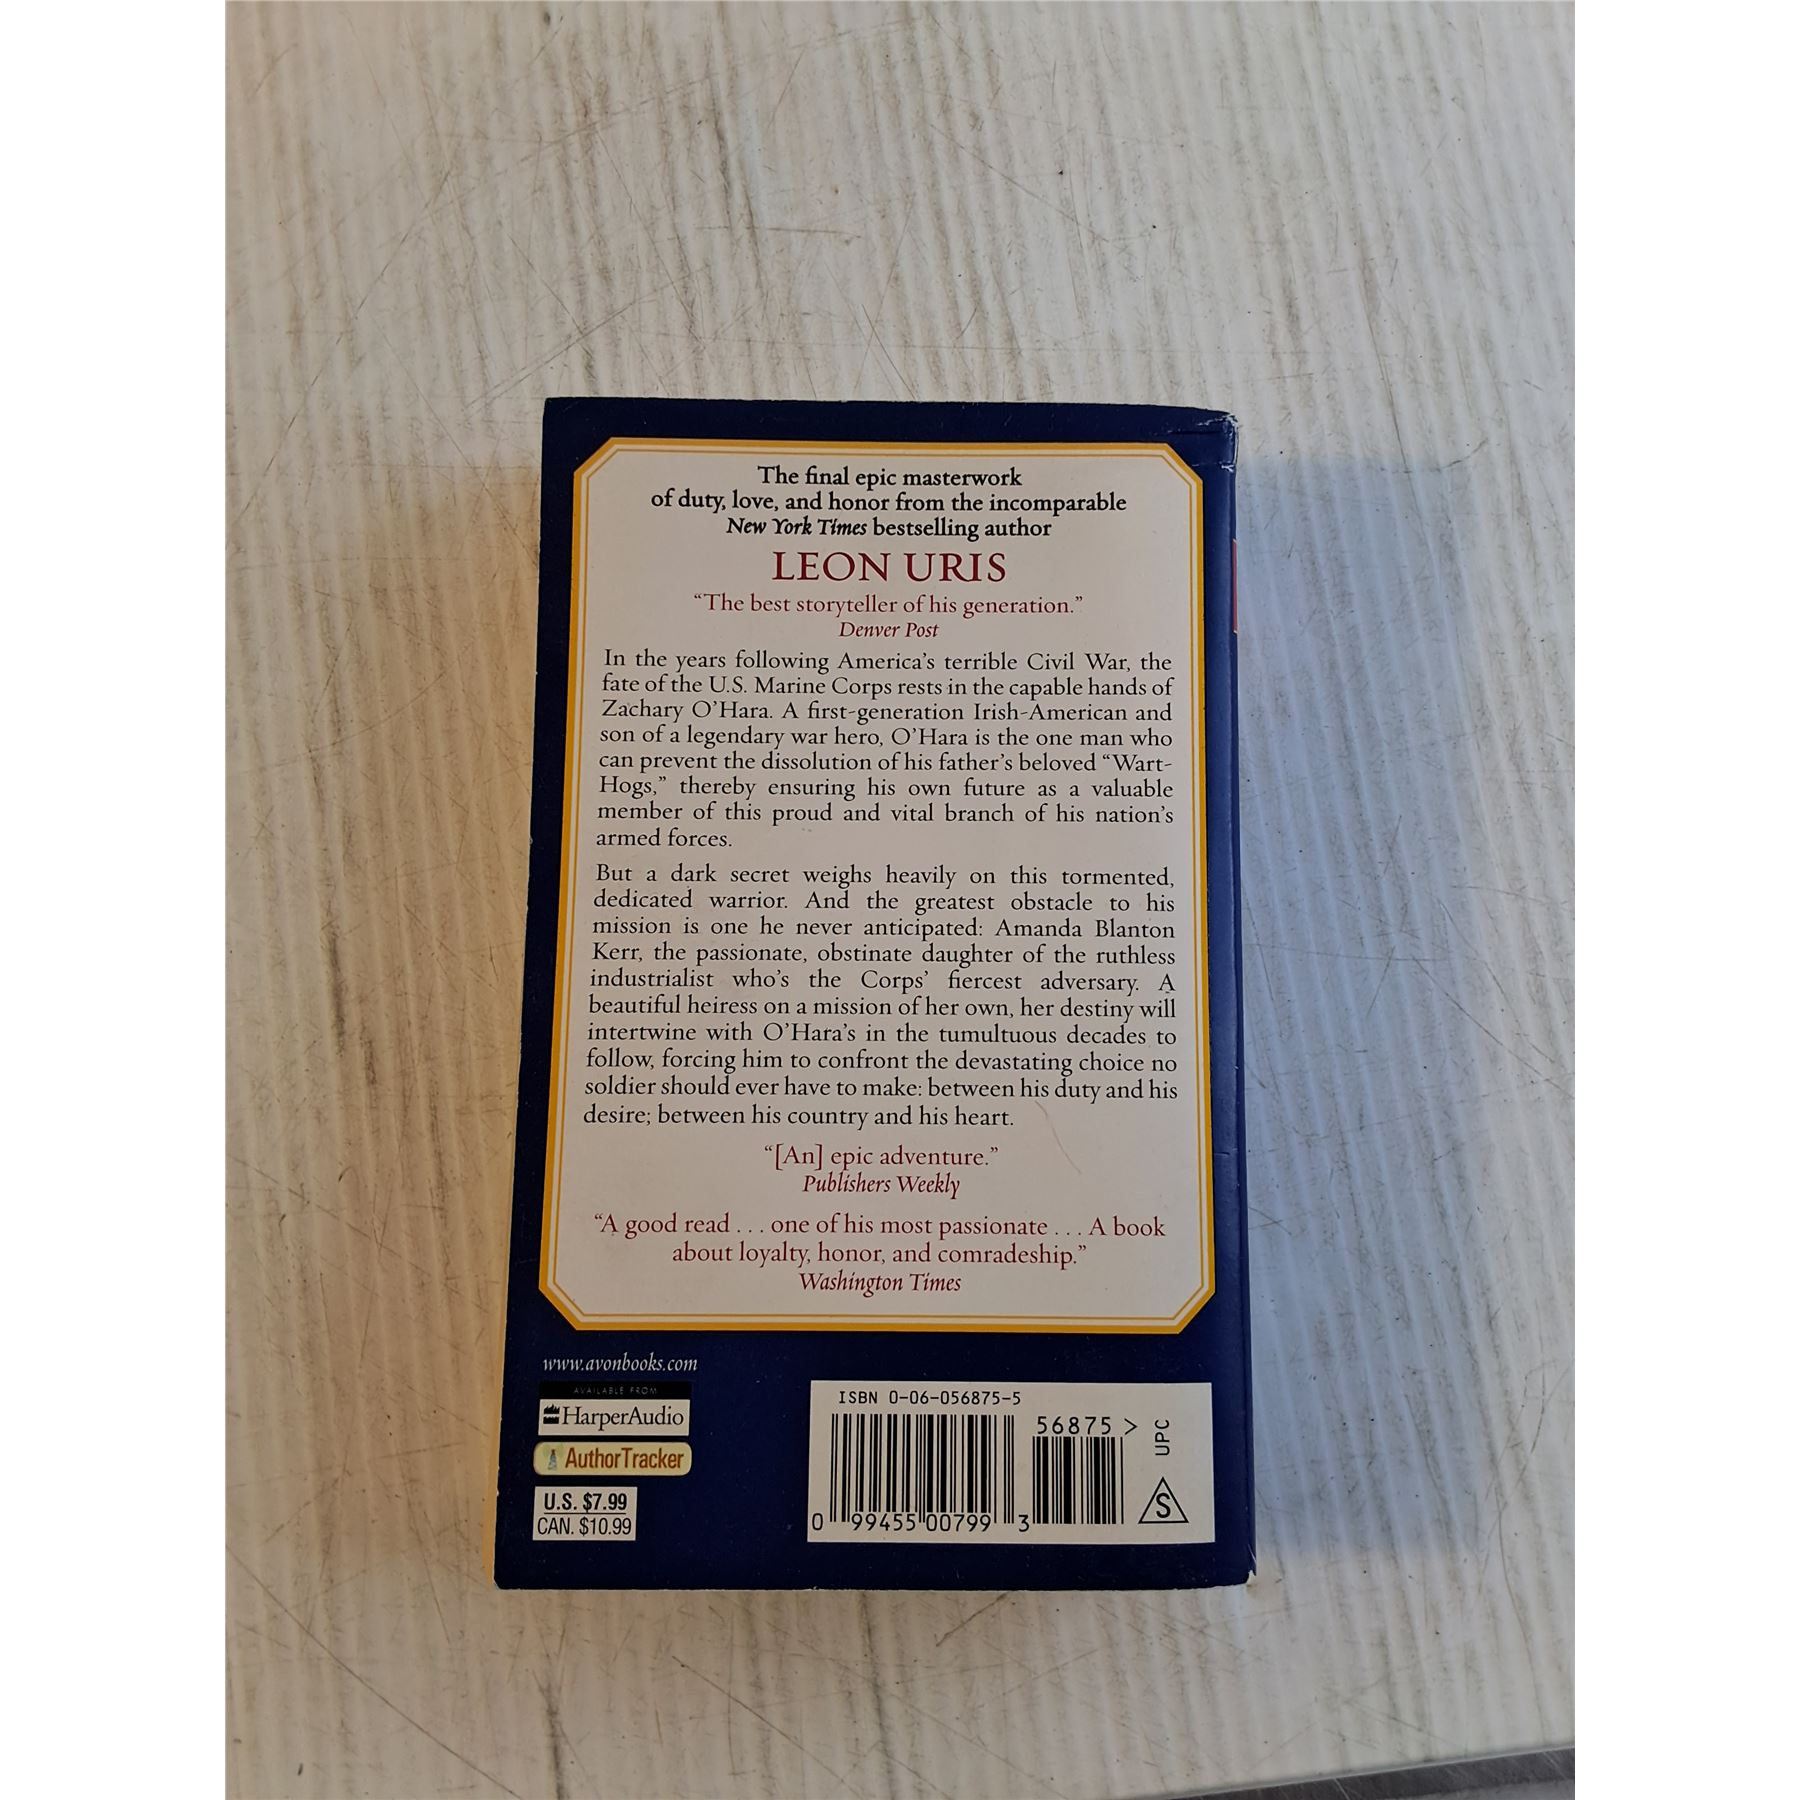 The final epic masterwork
of duty, love, and honor from the incomparable
New York Times bestselling author
LEON URIS
“The best storyteller of his generation.”
Denver Post
In the years following America’s terrible Civil War, the
fate of the U.S. Marine Corps rests in the capable hands of
Zachary O’Hara. A first-generation Irish-American and
son of a legendary war hero, O’Hara is the one man who
can prevent the dissolution of his father’s beloved “Wart-
Hogs,” thereby ensuring his own future as a valuable
member of this proud and vital branch of his nation’s
armed forces.
But a dark secret weighs heavily on this tormented,
dedicated warrior. And the greatest obstacle to his
mission is one he never anticipated: Amanda Blanton
Kerr, the passionate, obstinate daughter of the ruthless
industrialist who’s the Corps’ fiercest adversary. A
beautiful heiress on a mission of her own, her destiny will
intertwine with O’Hara’s in the tumultuous decades to
follow, forcing him to confront the devastating choice no
soldier should ever have to make: between his duty and his
desire; between his country and his heart.
“[An] epic adventure.”
Publishers Weekly
“A good read . . . one of his most passionate . . . A book
about loyalty, honor, and comradeship.”
Washington Times
www.avonbooks.com
AVAILABLE FROM
HarperAudio
AuthorTracker
U.S. $7.99
CAN. $10.99
ISBN 0-06-056875-5
56875 >
UPC
S
0 99455 00799 3